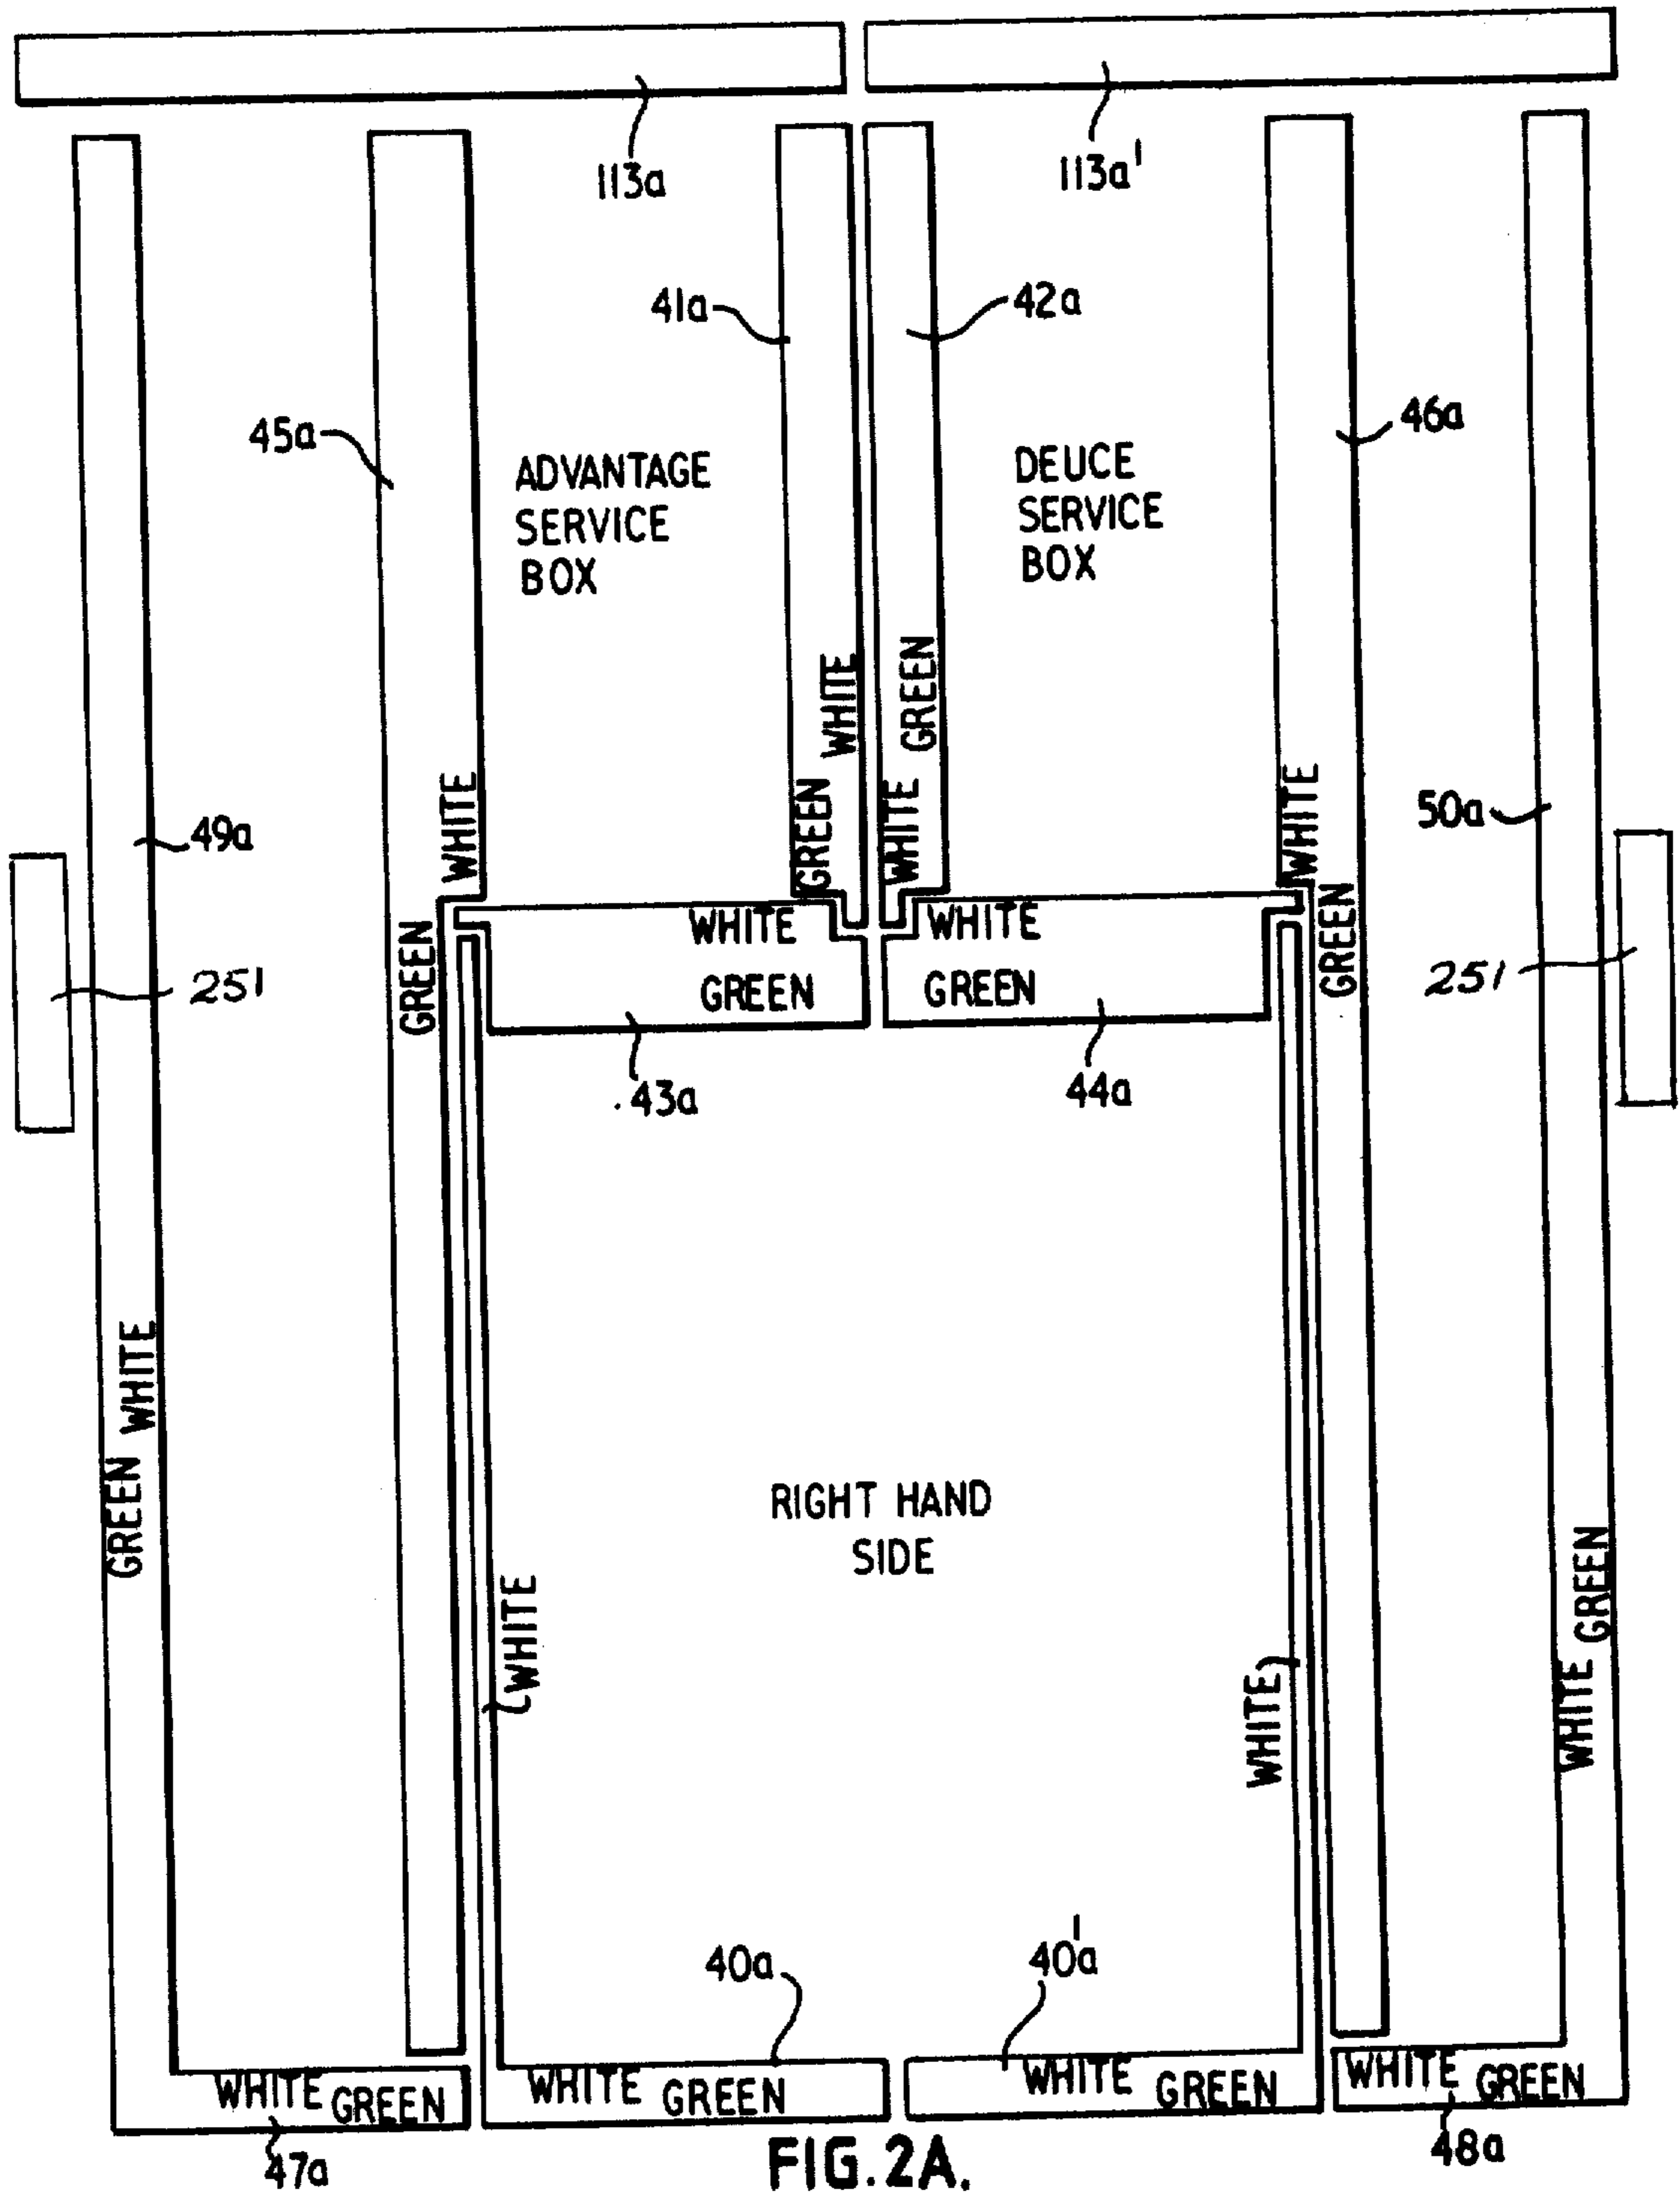 113a
113a'
41a
42a
45a
46a
ADVANTAGE
SERVICE
BOX
DEUCE
SERVICE
BOX
WHITE
GREEN
WHITE
GREEN
WHITE
WHITE
49a
50a
GREEN
GREEN
WHITE
WHITE
GREEN
GREEN
251
251
43a
44a
WHITE
GREEN
RIGHT HAND
SIDE
WHITE
WHITE
GREEN
WHITE
40a
40'a
WHITE
GREEN
WHITE
GREEN
WHITE
GREEN
WHITE
GREEN
47a
48a
FIG. 2A.